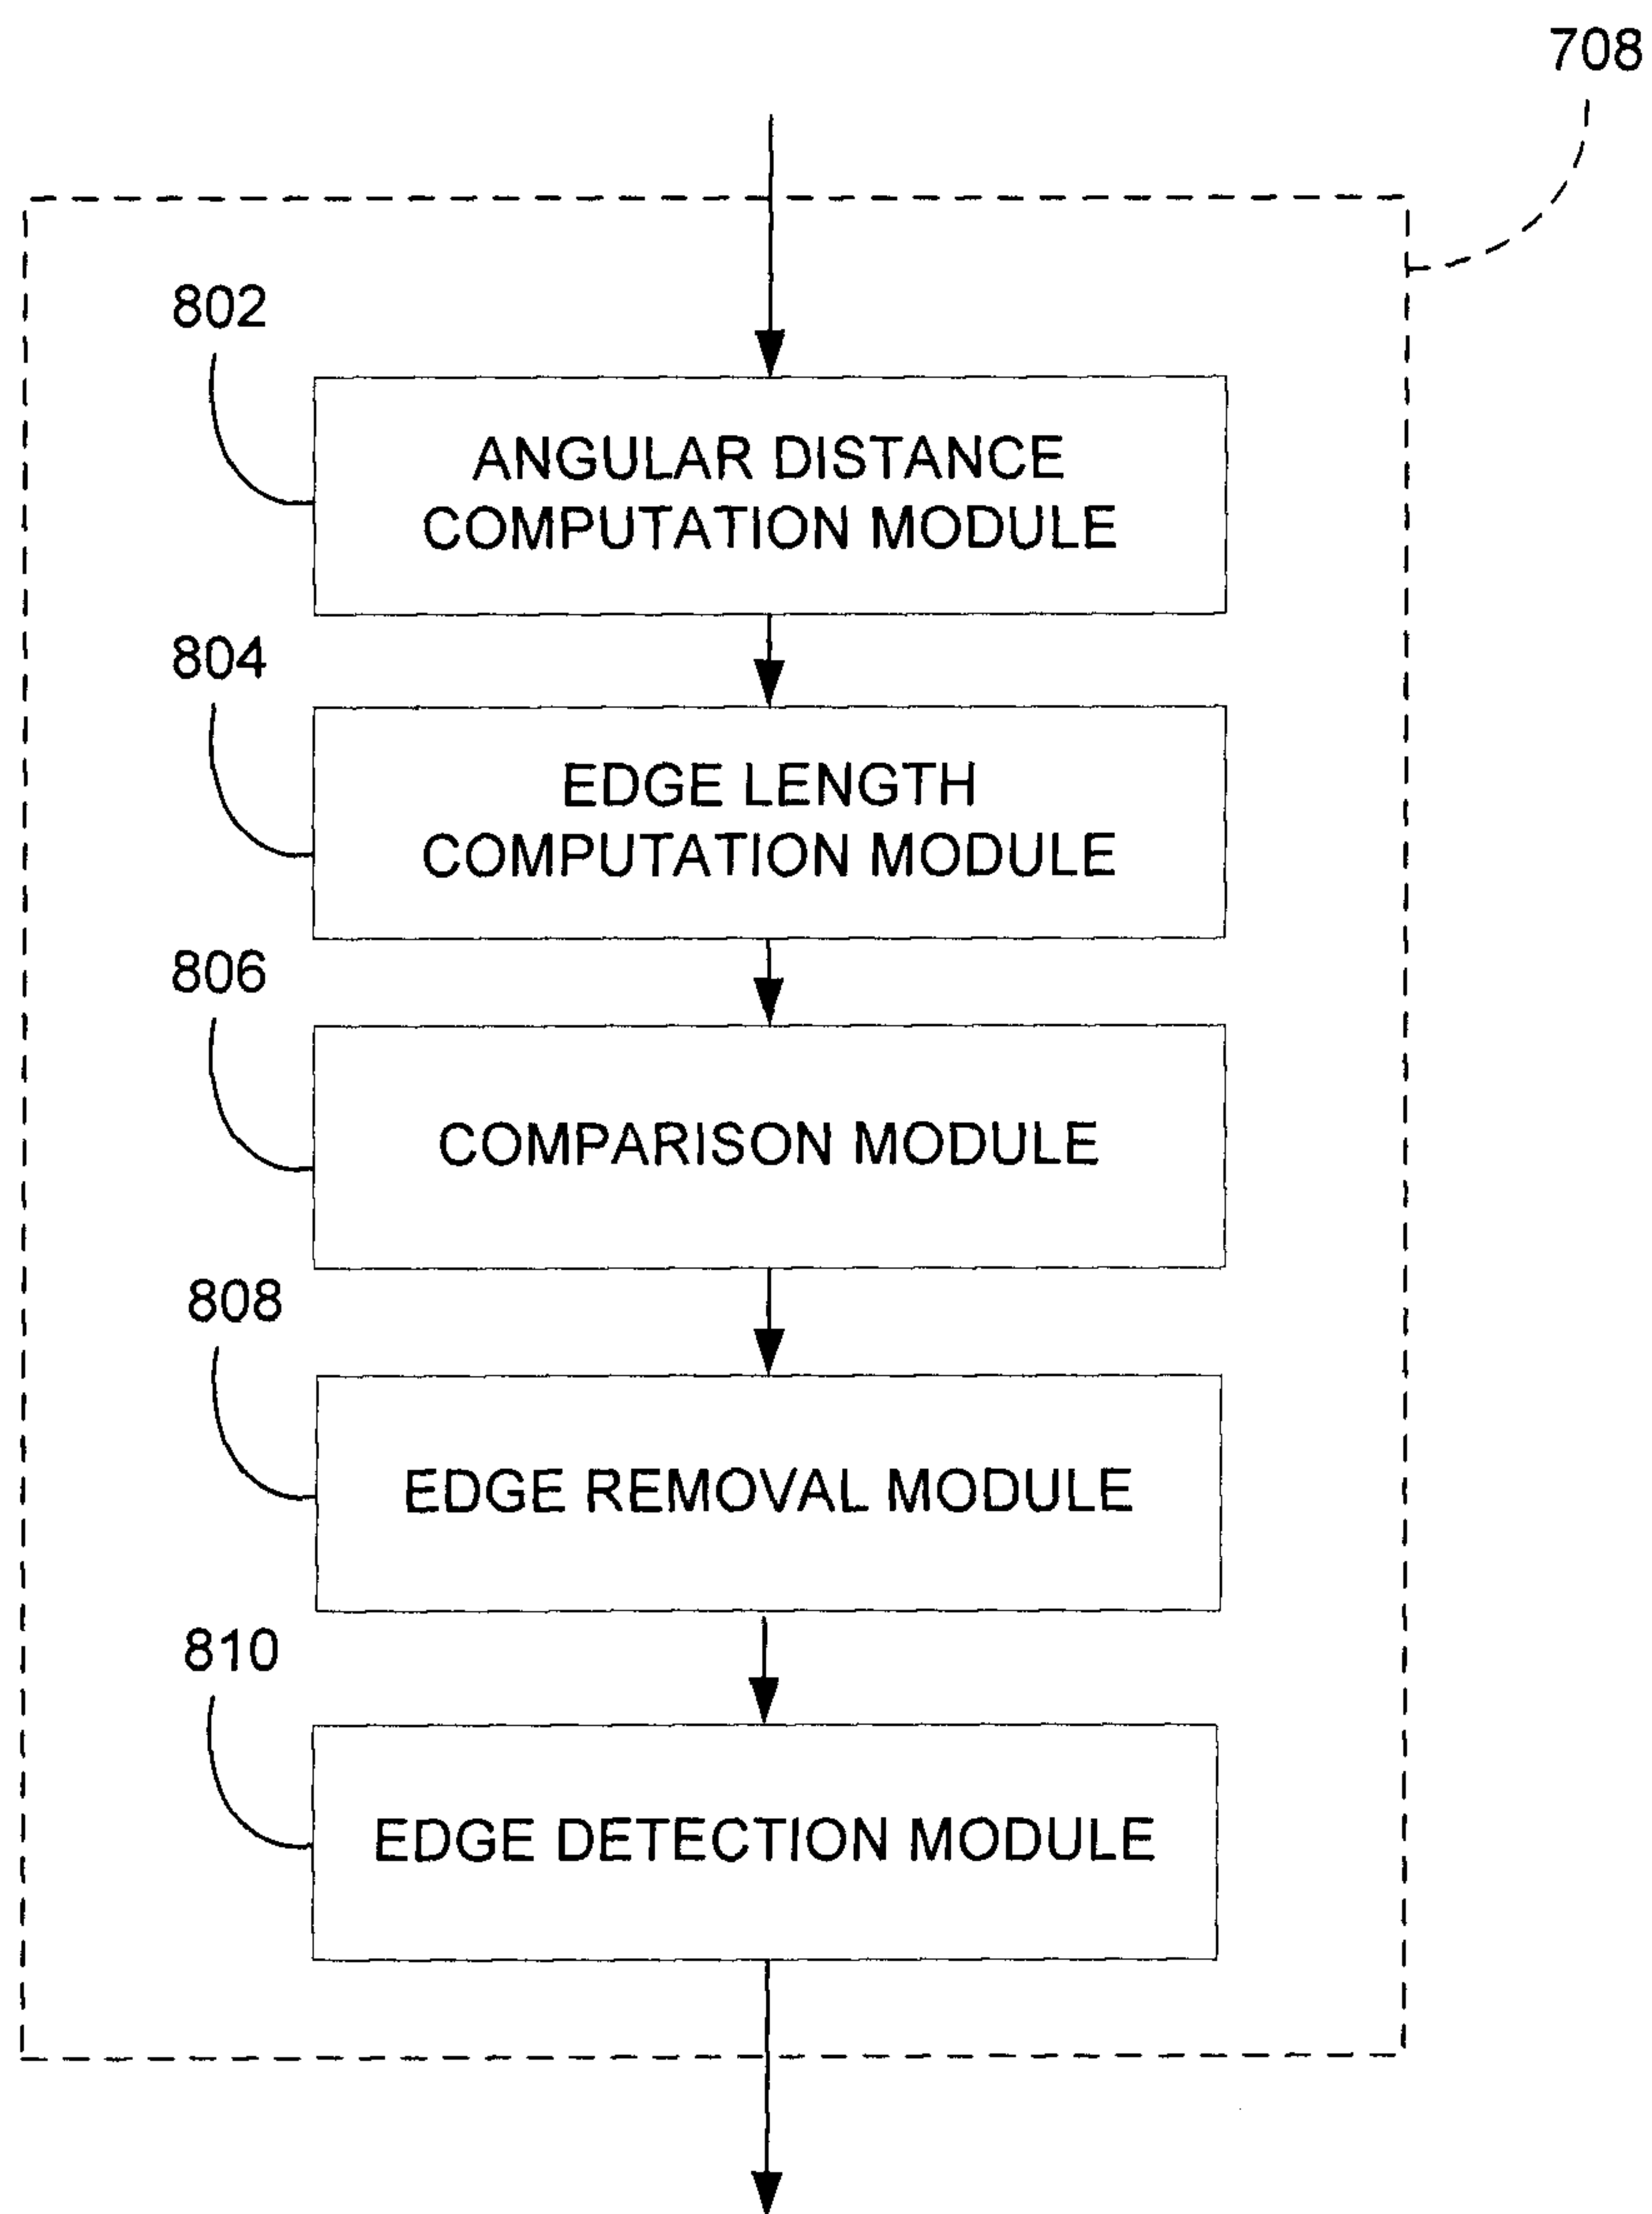 708
802
ANGULAR DISTANCE
COMPUTATION MODULE
804
EDGE LENGTH
COMPUTATION MODULE
806
COMPARISON MODULE
808
EDGE REMOVAL MODULE
810
EDGE DETECTION MODULE